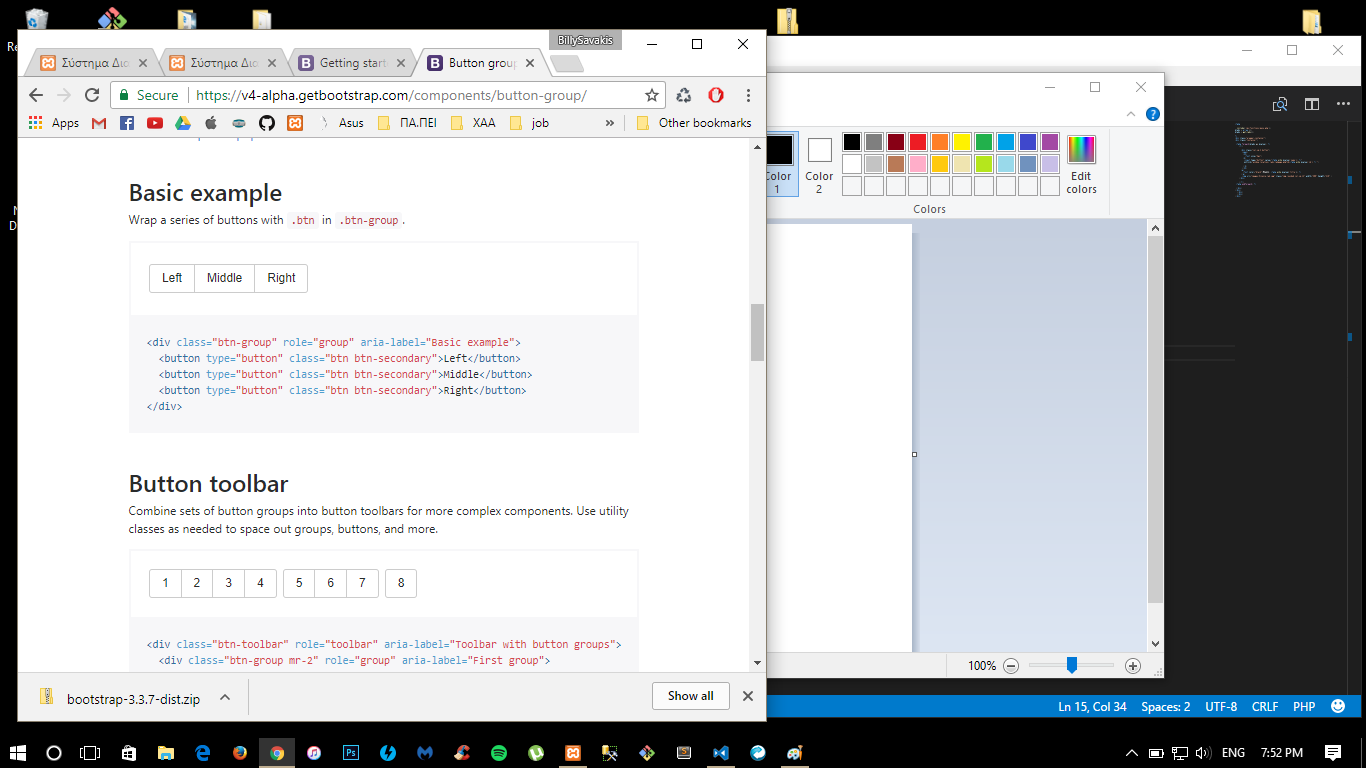 BillySavakis
Σύστημα Διο
Σύστημα Διο
Getting start
Button group
Secure
https://v4-alpha.getbootstrap.com/components/button-group/
Apps
Asus
ΠΑ.ΠΕΙ
ΧΑΑ
job
»
Other bookmarks
Basic example
Wrap a series of buttons with .btn in .btn-group.
Left Middle Right
<div class="btn-group" role="group" aria-label="Basic example">
<button type="button" class="btn btn-secondary">Left</button>
<button type="button" class="btn btn-secondary">Middle</button>
<button type="button" class="btn btn-secondary">Right</button>
</div>
Button toolbar
Combine sets of button groups into button toolbars for more complex components. Use utility
classes as needed to space out groups, buttons, and more.
1 2 3 4 5 6 7 8
<div class="btn-toolbar" role="toolbar" aria-label="Toolbar with button groups">
<div class="btn-group mr-2" role="group" aria-label="First group">
bootstrap-3.3.7-dist.zip
Show all
Color
1
Color
2
Edit
colors
Colors
100%
Ln 15, Col 34 Spaces: 2 UTF-8 CRLF PHP
ENG 7:52 PM